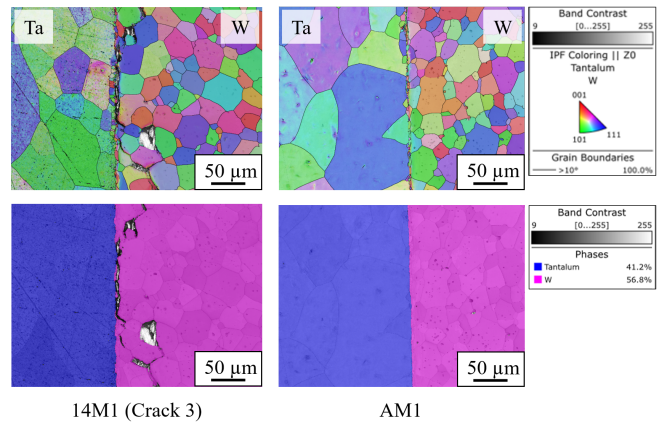 Ta
W
50 µm
Ta
W
50 µm
Band Contrast
9 [0...255] 255
IPF Coloring || Z0
Tantalum
W
001
101 111
Grain Boundaries
>10° 100.0%
50 µm
50 µm
Band Contrast
9 [0...255] 255
Phases
Tantalum 41.2%
W 56.8%
14M1 (Crack 3)
AM1